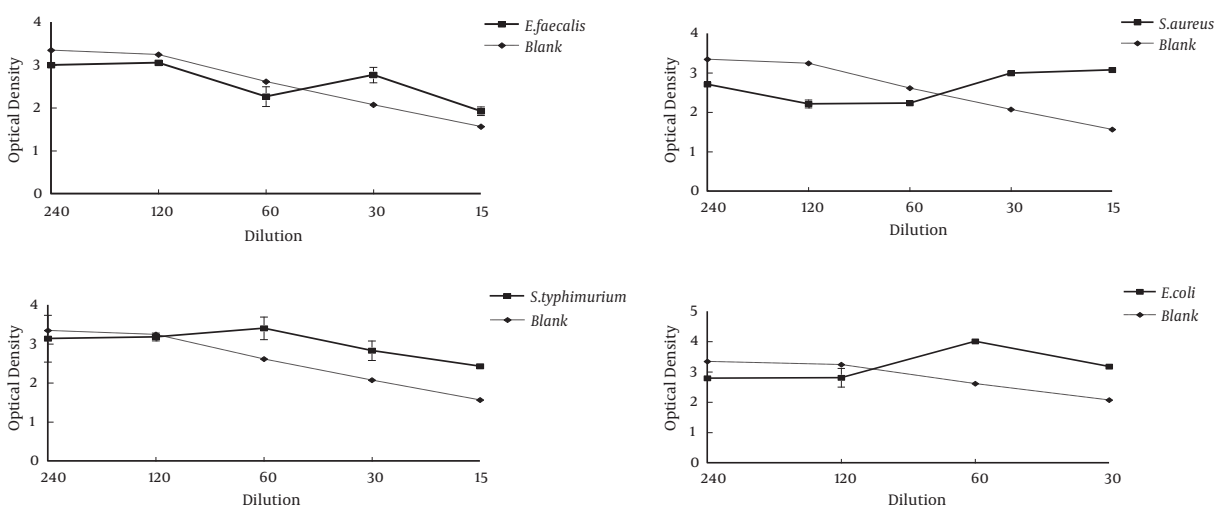 E.faecalis
Blank
4
3
2
1
0
Optical Density
240 120 60 30 15
Dilution
S.aureus
Blank
4
3
2
1
0
Optical Density
240 120 60 30 15
Dilution
S.typhimurium
Blank
4
3
2
1
0
Optical Density
240 120 60 30 15
Dilution
E.coli
Blank
5
4
3
2
1
0
Optical Density
240 120 60 30
Dilution